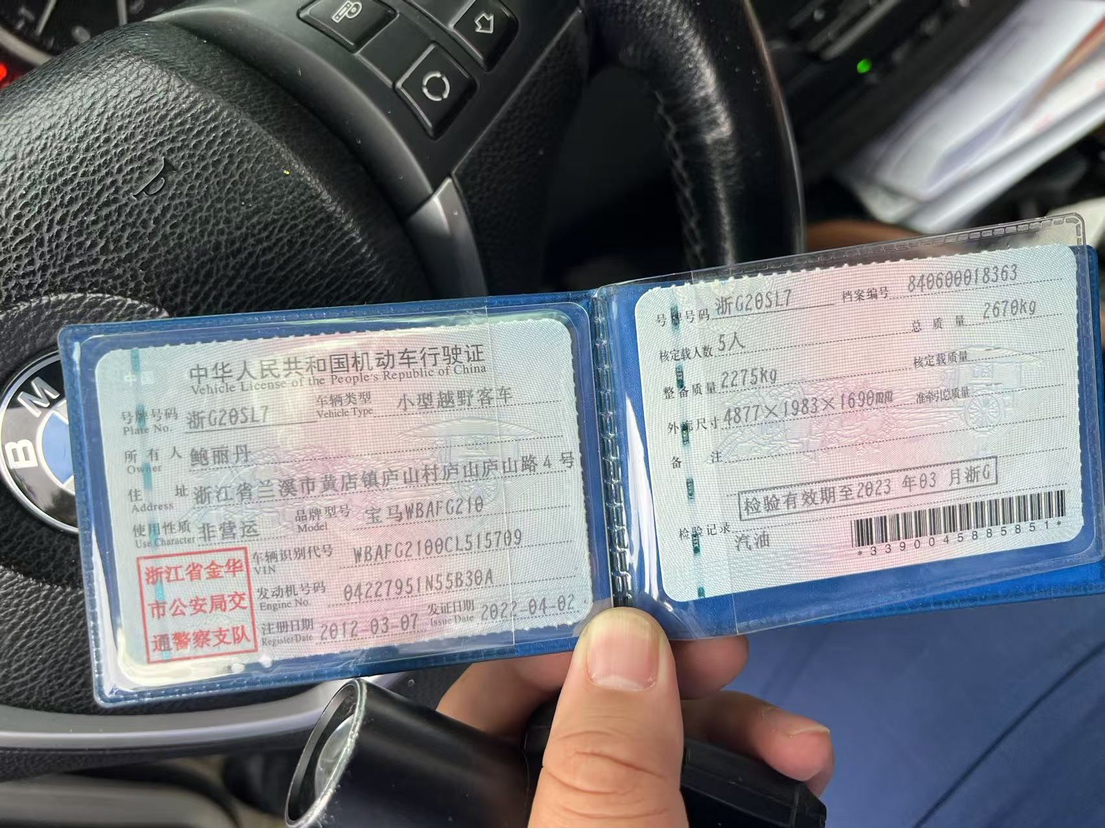 BM
中华人民共和国机动车行驶证
Vehicle License of the People's Republic of China
号牌号码 浙G20SL7 车辆类型 小型越野客车
Plate No. Vehicle Type
所有人 鲍丽丹
Owner
住址 浙江省兰溪市黄店镇庐山村庐山庐山路4号
Address
使用性质 非营运 品牌型号 宝马WBAFG210
Use Character Model
浙江省金华
市公安局交
通警察支队
车辆识别代号 WBAFG2100CL515709
VIN
发动机号码 04227951N55B30A
Engine No.
注册日期 2012-03-07 发证日期 2022-04-02
Register Date Issue Date
号牌号码 浙G20SL7 档案编号 840600018363
核定载人数 5人 总质量 2670kg
整备质量 2275kg 核定载质量
外廓尺寸 4877×1983×1690mm 准牵引总质量
备注
检验有效期至2023年03月浙G
检验记录 汽油
*3390045885851*